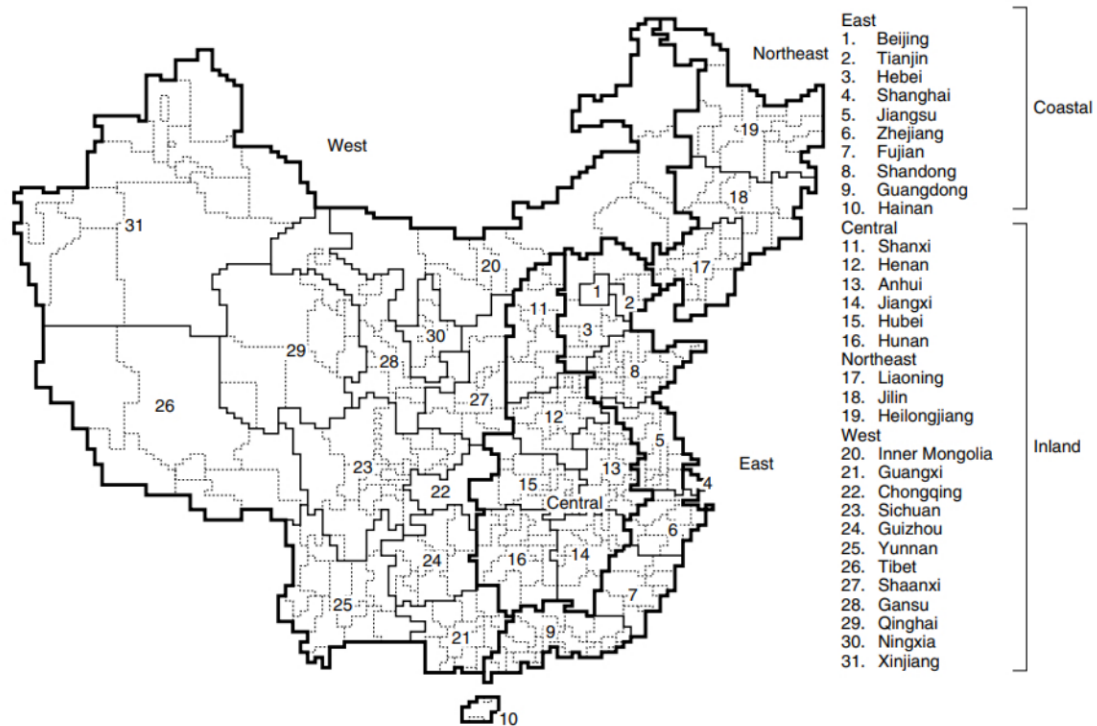 East
1. Beijing
2. Tianjin
3. Hebei
4. Shanghai
5. Jiangsu
6. Zhejiang
7. Fujian
8. Shandong
9. Guangdong
10. Hainan
Coastal
Central
11. Shanxi
12. Henan
13. Anhui
14. Jiangxi
15. Hubei
16. Hunan
Northeast
17. Liaoning
18. Jilin
19. Heilongjiang
West
20. Inner Mongolia
21. Guangxi
22. Chongqing
23. Sichuan
24. Guizhou
25. Yunnan
26. Tibet
27. Shaanxi
28. Gansu
29. Qinghai
30. Ningxia
31. Xinjiang
Inland
Northeast
West
East
Central
19
18
31
20
17
1
2
11
3
30
29
28
8
27
26
12
5
23
13
22
15
4
6
16
14
24
7
25
21
9
10